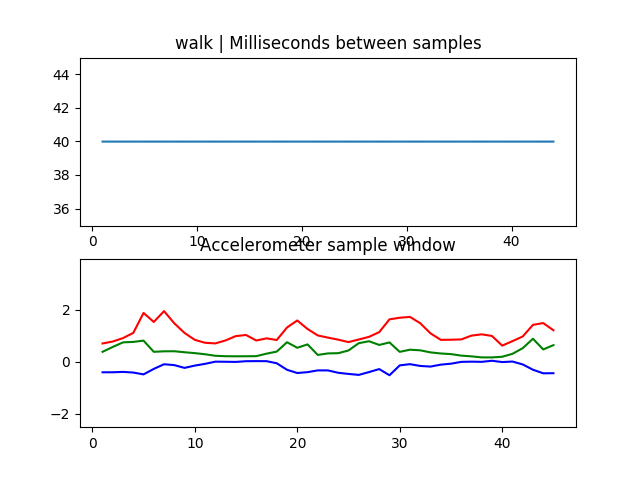 walk | Milliseconds between samples
44
42
40
38
36
0 10 20 30 40
Accelerometer sample window
2
0
−2
0 10 20 30 40